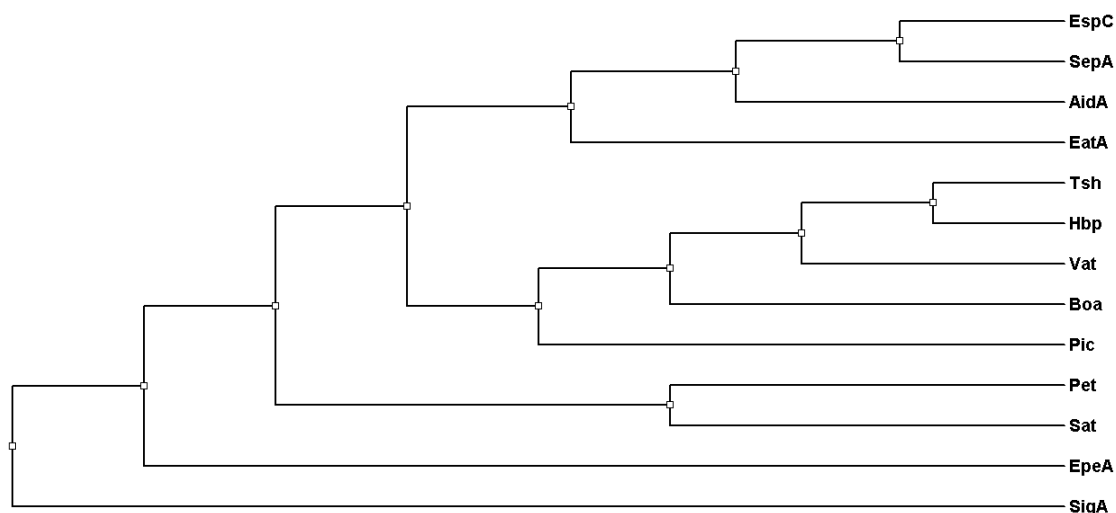 EspC
SepA
AidA
EatA
Tsh
Hbp
Vat
Boa
Pic
Pet
Sat
EpeA
SigA